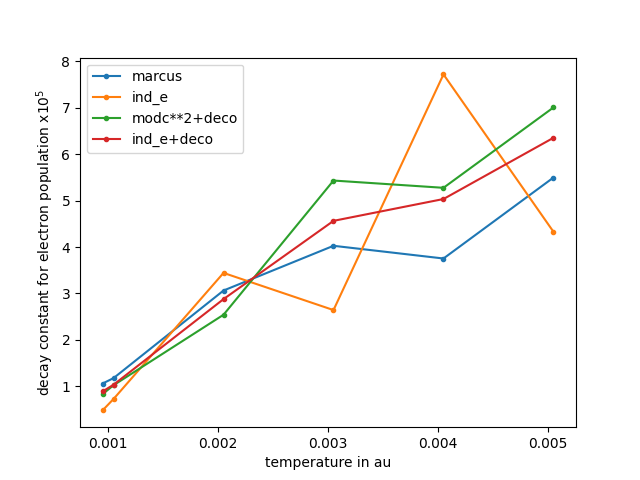 8
7
6
5
4
3
2
1
decay constant for electron population x10⁵
marcus
ind_e
modc**2+deco
ind_e+deco
0.001 0.002 0.003 0.004 0.005
temperature in au